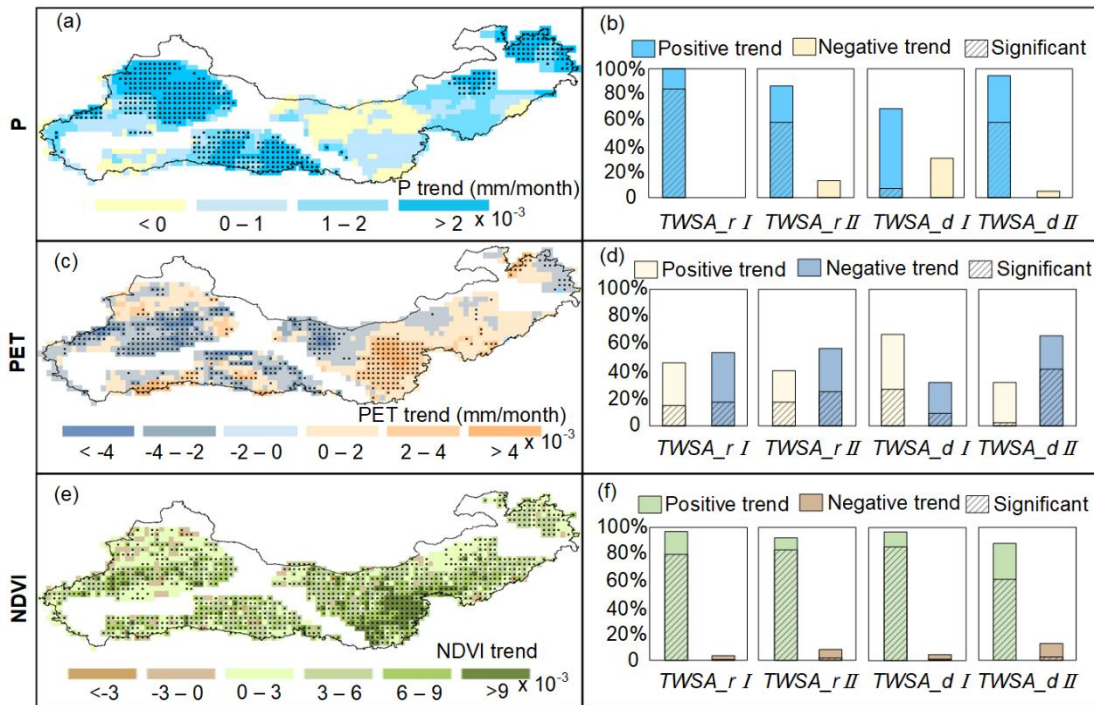 (a)
P
P trend (mm/month)
< 0 0 – 1 1 – 2 > 2 x 10⁻³
(b)
Positive trend Negative trend Significant
100%
80%
60%
40%
20%
0
TWSA_r I TWSA_r II TWSA_d I TWSA_d II
(c)
PET
PET trend (mm/month)
< -4 -4 – -2 -2 – 0 0 – 2 2 – 4 > 4 x 10⁻³
(d)
Positive trend Negative trend Significant
100%
80%
60%
40%
20%
0
TWSA_r I TWSA_r II TWSA_d I TWSA_d II
(e)
NDVI
NDVI trend
<-3 -3 – 0 0 – 3 3 – 6 6 – 9 >9 x 10⁻³
(f)
Positive trend Negative trend Significant
100%
80%
60%
40%
20%
0
TWSA_r I TWSA_r II TWSA_d I TWSA_d II